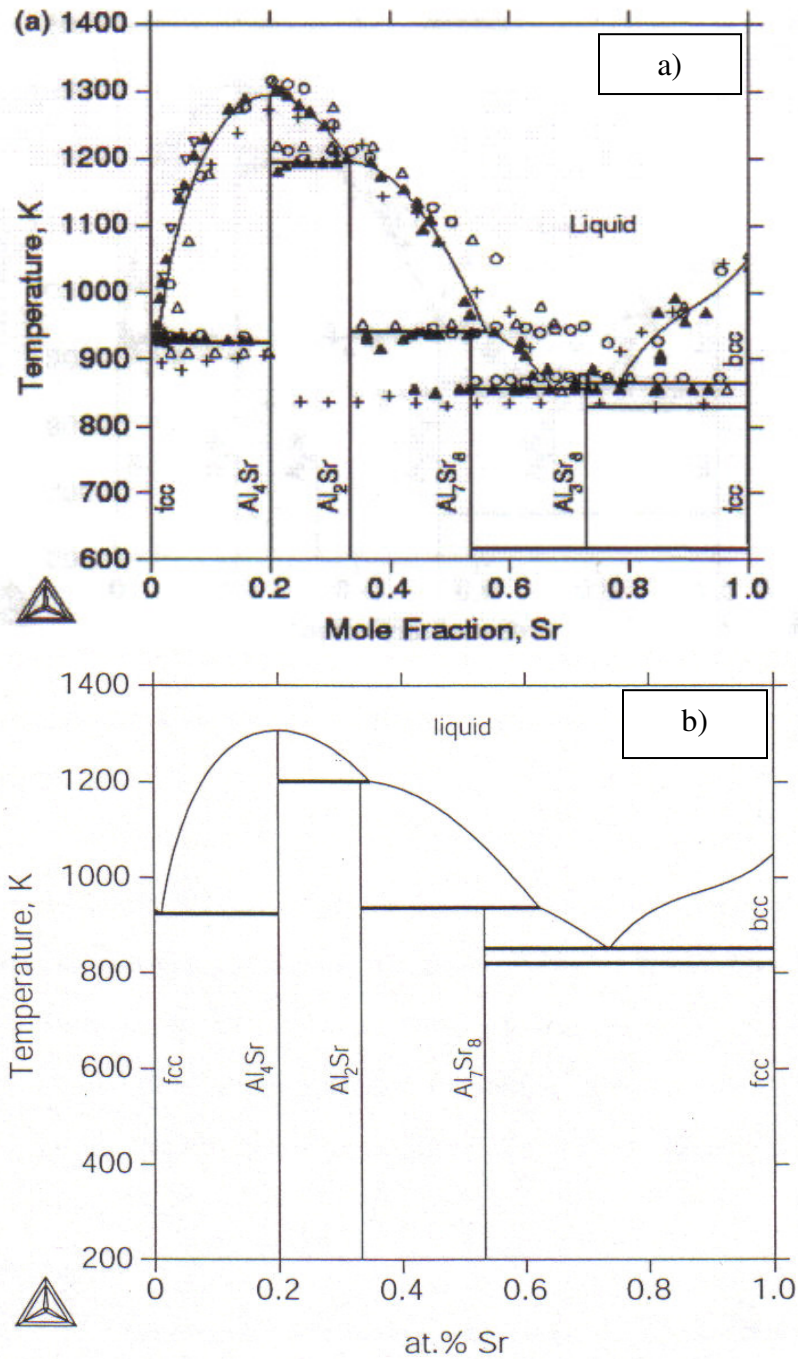 (a)
1400
a)
1300
1200
1100
Liquid
1000
900
800
700
600
Temperature, K
fcc
Al4Sr
Al2Sr
Al7Sr8
Al3Sr8
bcc
fcc
0
0.2
0.4
0.6
0.8
1.0
Mole Fraction, Sr
1400
b)
liquid
1200
1000
800
600
400
200
Temperature, K
fcc
Al4Sr
Al2Sr
Al7Sr8
bcc
fcc
0
0.2
0.4
0.6
0.8
1.0
at.% Sr